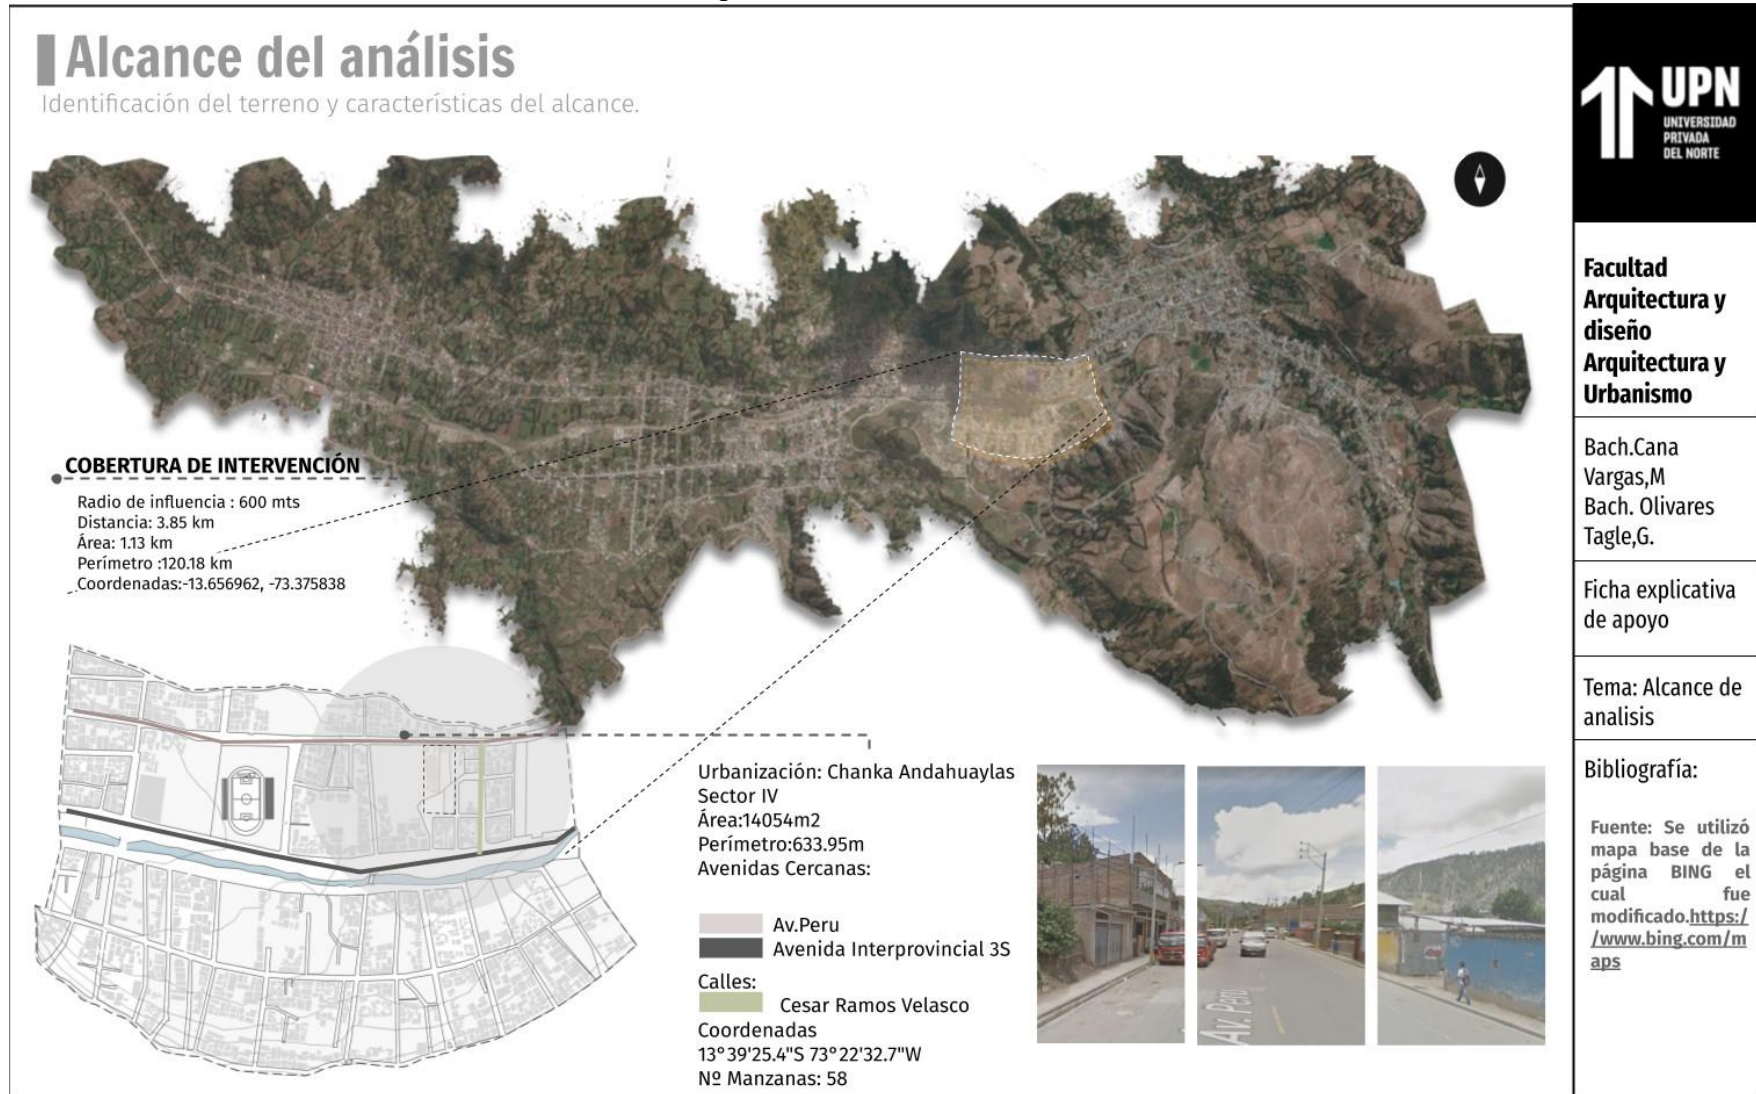 Alcance del análisis
Identificación del terreno y características del alcance.
COBERTURA DE INTERVENCIÓN
Radio de influencia : 600 mts
Distancia: 3.85 km
Área: 1.13 km
Perímetro :120.18 km
Coordenadas:-13.656962, -73.375838
Urbanización: Chanka Andahuaylas
Sector IV
Área:14054m2
Perímetro:633.95m
Avenidas Cercanas:
Av.Peru
Avenida Interprovincial 3S
Calles:
Cesar Ramos Velasco
Coordenadas
13°39'25.4"S 73°22'32.7"W
Nº Manzanas: 58
Av. Peru
UPN
UNIVERSIDAD
PRIVADA
DEL NORTE
Facultad
Arquitectura y
diseño
Arquitectura y
Urbanismo
Bach.Cana
Vargas,M
Bach. Olivares
Tagle,G.
Ficha explicativa
de apoyo
Tema: Alcance de
analisis
Bibliografía:
Fuente: Se utilizó
mapa base de la
página BING el
cual fue
modificado.https:/
/www.bing.com/m
aps